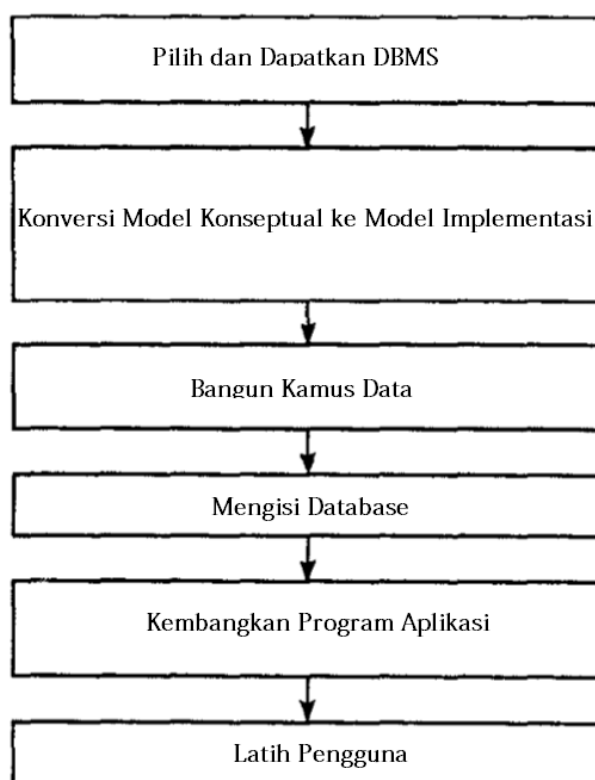 Pilih dan Dapatkan DBMS
Konversi Model Konseptual ke Model Implementasi
Bangun Kamus Data
Mengisi Database
Kembangkan Program Aplikasi
Latih Pengguna